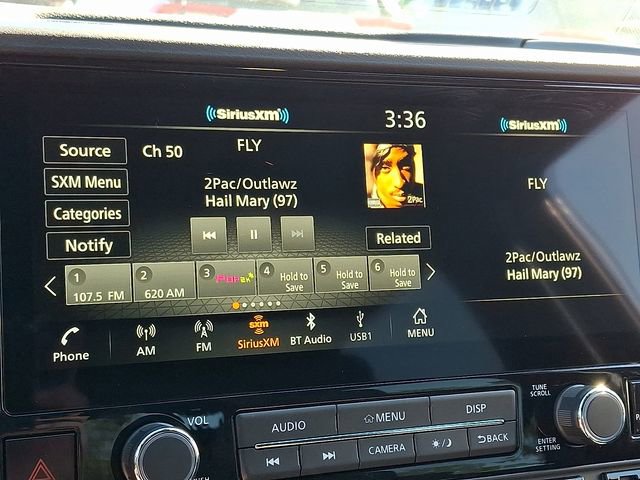 ((SiriusXM))
3:36
((SiriusXM))
Source
Ch 50
FLY
2Pac
FLY
SXM Menu
2Pac/Outlawz
Hail Mary (97)
Categories
Notify
Related
2Pac/Outlawz
Hail Mary (97)
1
107.5 FM
2
620 AM
3
4
Hold to
Save
5
Hold to
Save
6
Hold to
Save
Phone
AM
FM
sxm
SiriusXM
BT Audio
USB1
MENU
VOL
AUDIO
MENU
DISP
CAMERA
BACK
TUNE
SCROLL
ENTER
SETTING